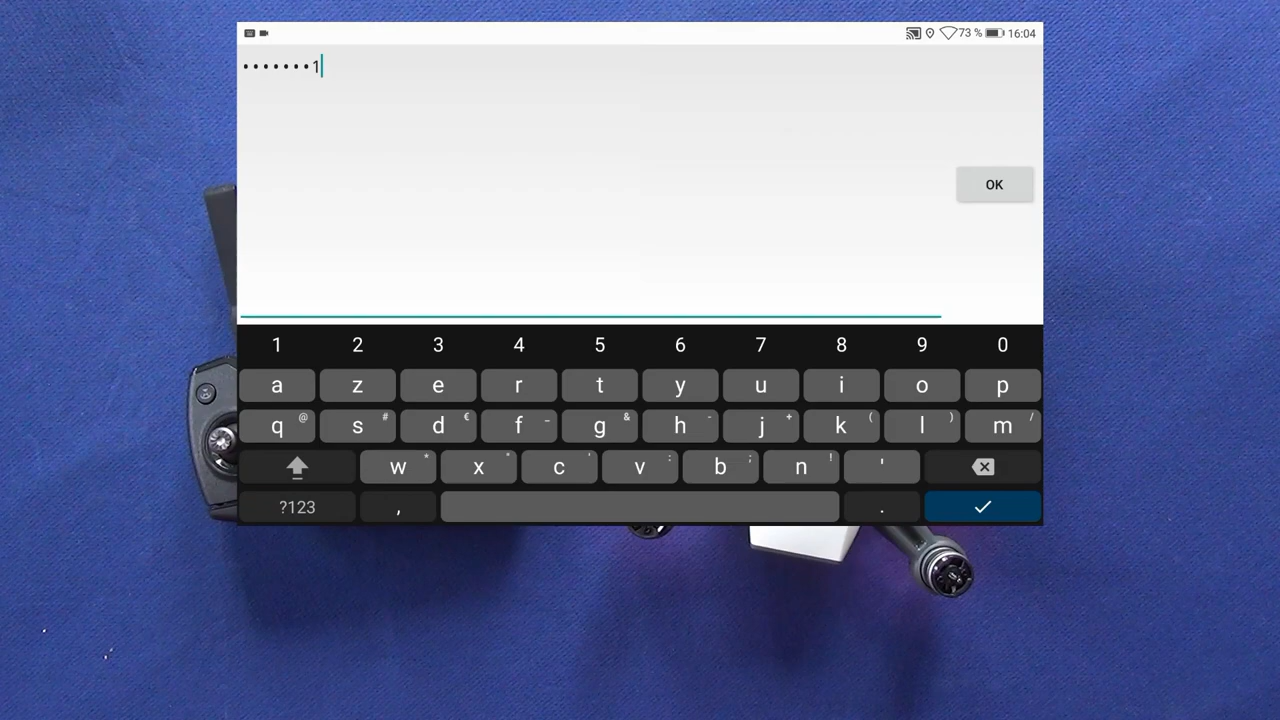 73 % 16:04
•••••••1
OK
1 2 3 4 5 6 7 8 9 0
a z e r t y u i o p
q @ s # d € f _ g & h - j + k ( l ) m /
w * x " c ' v : b ; n ! '
?123 , .